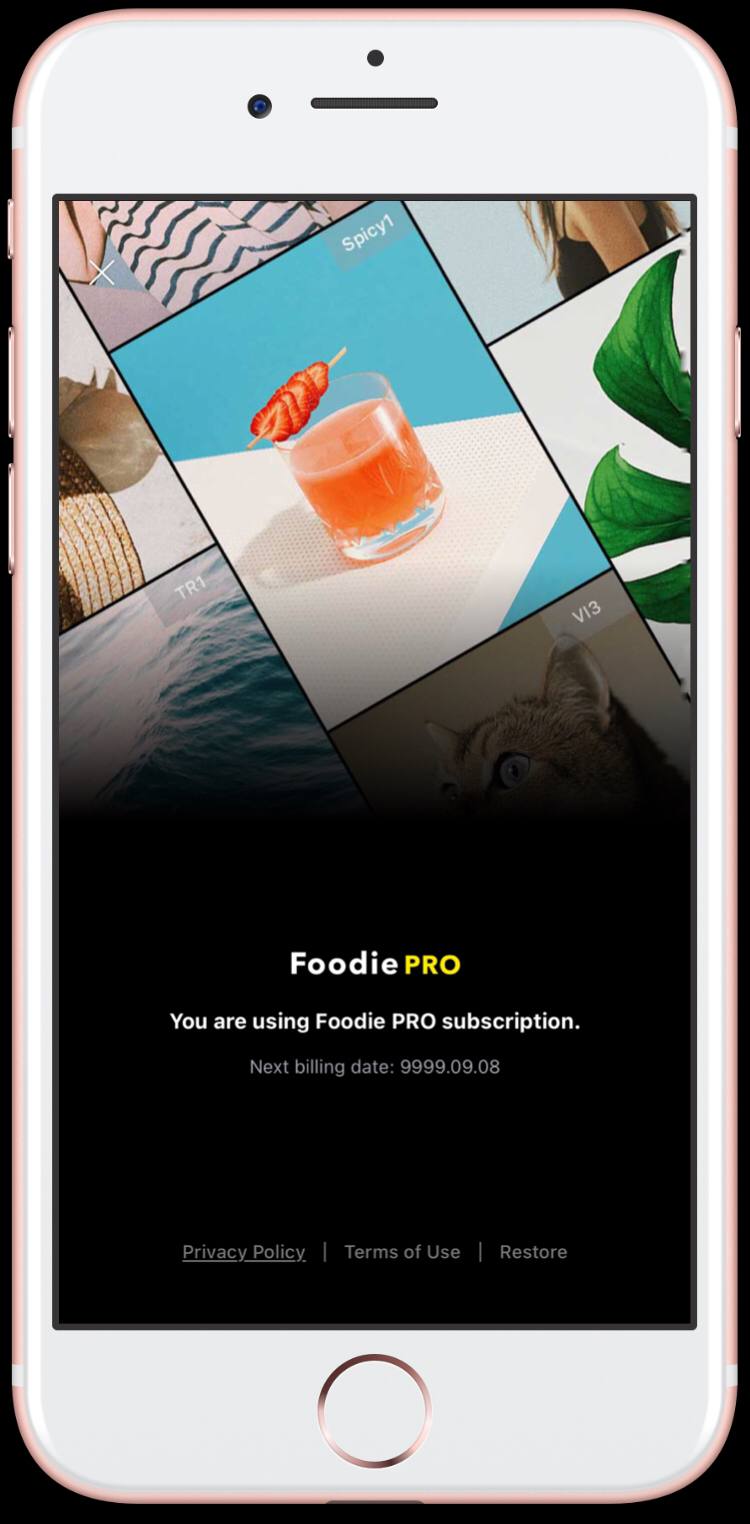 Spicy1
TR1
VI3
Foodie PRO
You are using Foodie PRO subscription.
Next billing date: 9999.09.08
Privacy Policy | Terms of Use | Restore